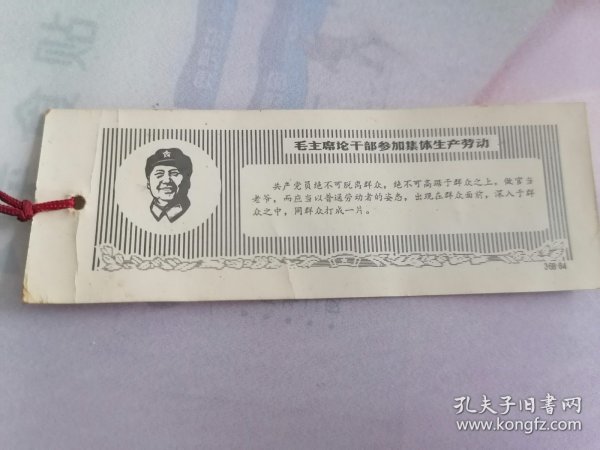 毛主席论干部参加集体生产劳动
共产党员绝不可脱离群众，绝不可高踞于群众之上，做官当
老爷，而应当以普通劳动者的姿态，出现在群众面前，深入于群
众之中，同群众打成一片。
孔夫子旧书网
www.kongfz.com